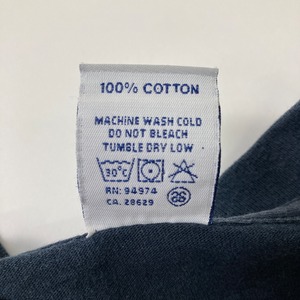 100% COTTON
MACHINE WASH COLD
DO NOT BLEACH
TUMBLE DRY LOW
30°C
RN: 94974
CA. 28629